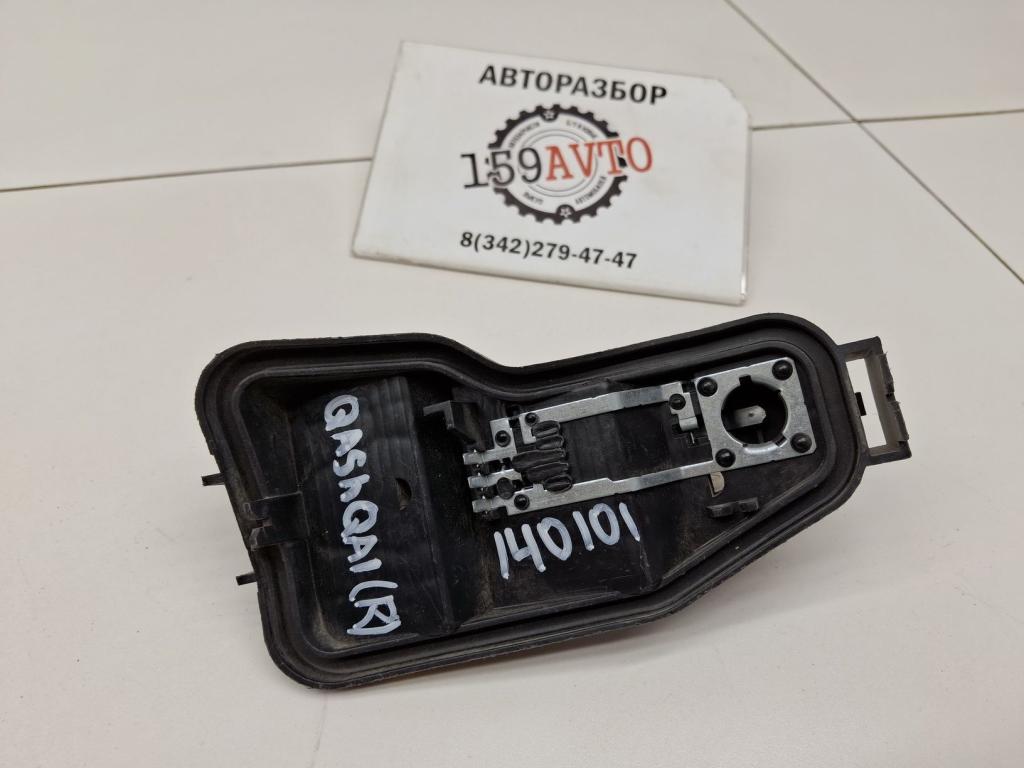 АВТОРАЗБОР
159AVTO
8(342)279-47-47
QAShQAI (R)
140101